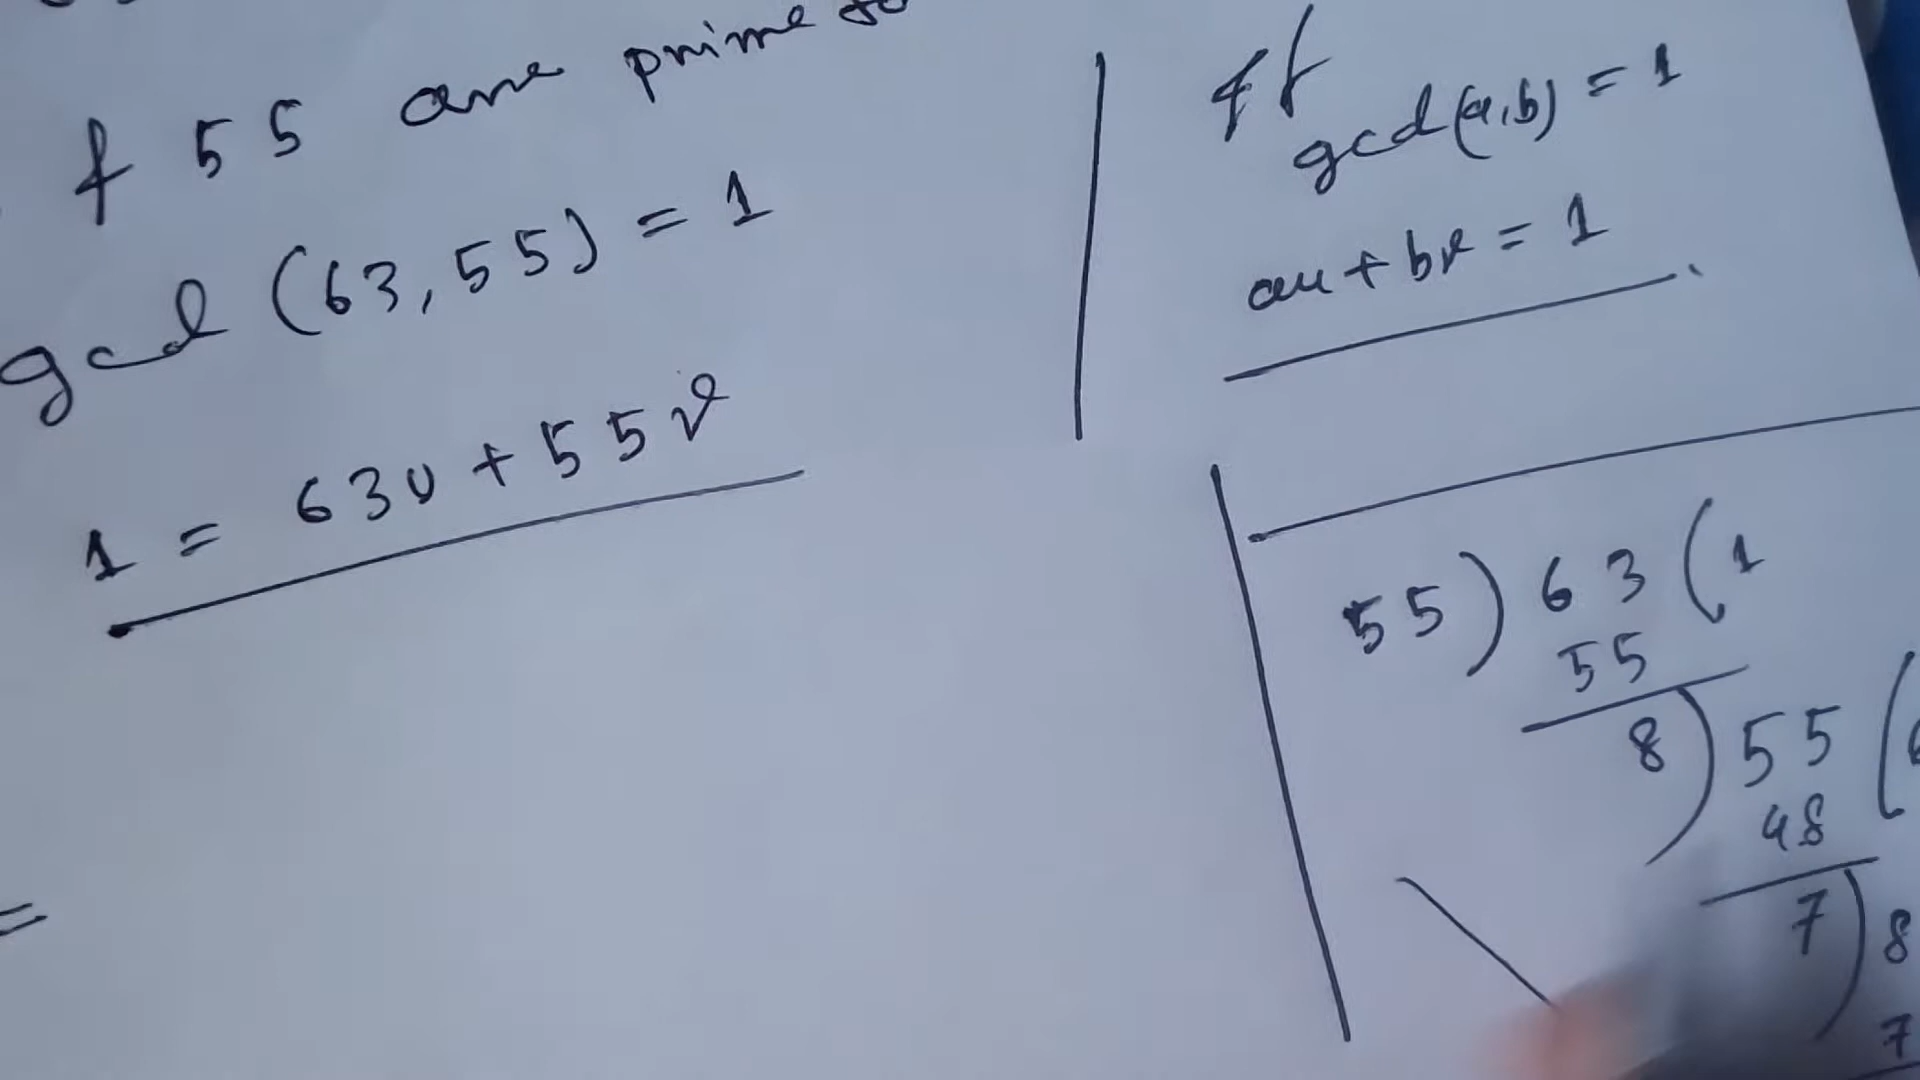 f 55 are prime to
gcd (63,55) = 1
1 = 63u + 55v
=
If
gcd(a,b) = 1
au + bv = 1
55) 63 (1
55
8) 55 (
48
7) 8
7